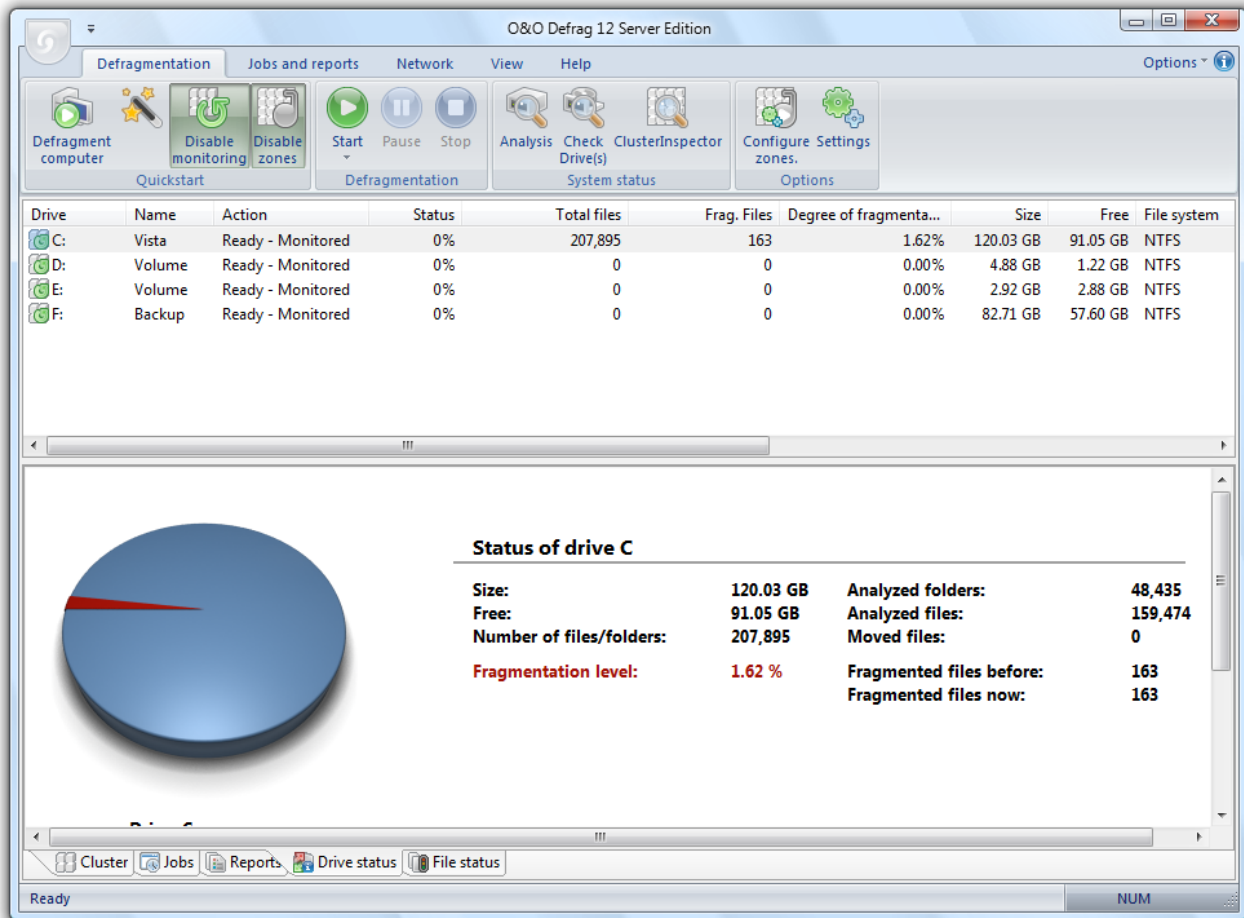 O&O Defrag 12 Server Edition
Defragmentation Jobs and reports Network View Help Options
Defragment computer
Disable monitoring
Disable zones
Start
Pause
Stop
Analysis
Check Drive(s)
ClusterInspector
Configure zones.
Settings
Quickstart Defragmentation System status Options
Drive Name Action Status Total files Frag. Files Degree of fragmenta... Size Free File system
C: Vista Ready - Monitored 0% 207,895 163 1.62% 120.03 GB 91.05 GB NTFS
D: Volume Ready - Monitored 0% 0 0 0.00% 4.88 GB 1.22 GB NTFS
E: Volume Ready - Monitored 0% 0 0 0.00% 2.92 GB 2.88 GB NTFS
F: Backup Ready - Monitored 0% 0 0 0.00% 82.71 GB 57.60 GB NTFS
Status of drive C
Size: 120.03 GB Analyzed folders: 48,435
Free: 91.05 GB Analyzed files: 159,474
Number of files/folders: 207,895 Moved files: 0
Fragmentation level: 1.62 % Fragmented files before: 163
Fragmented files now: 163
Cluster Jobs Reports Drive status File status
Ready NUM